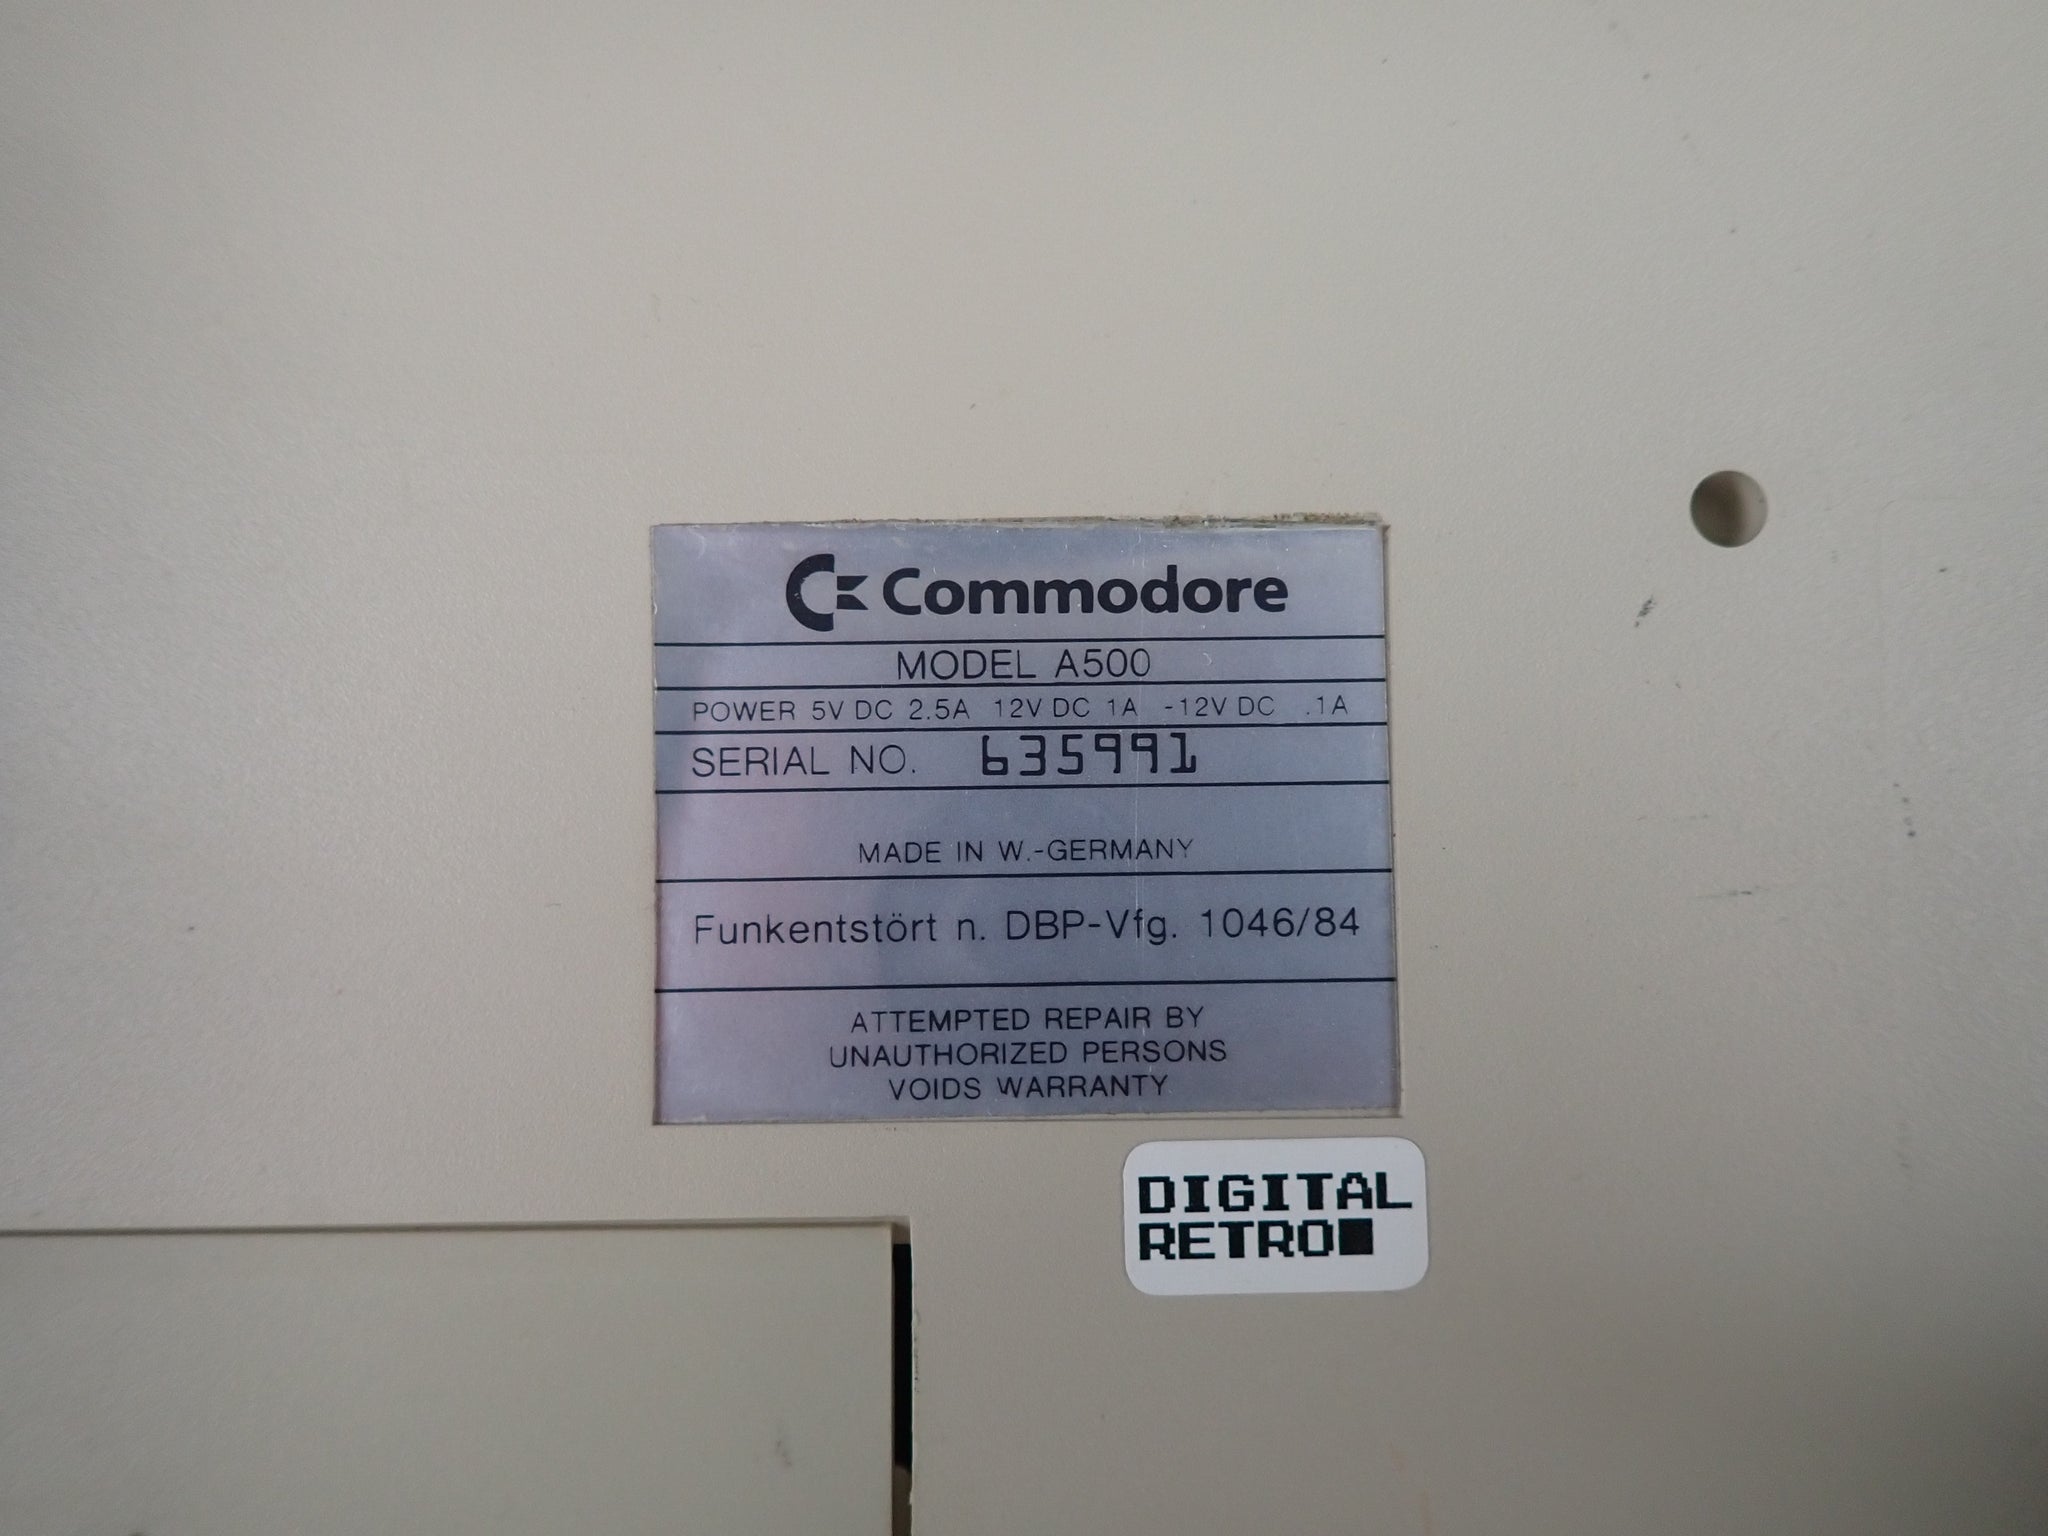 Commodore
MODEL A500
POWER 5V DC 2.5A 12V DC 1A -12V DC .1A
SERIAL NO. 635991
MADE IN W.-GERMANY
Funkentstört n. DBP-Vfg. 1046/84
ATTEMPTED REPAIR BY
UNAUTHORIZED PERSONS
VOIDS WARRANTY
DIGITAL
RETRO